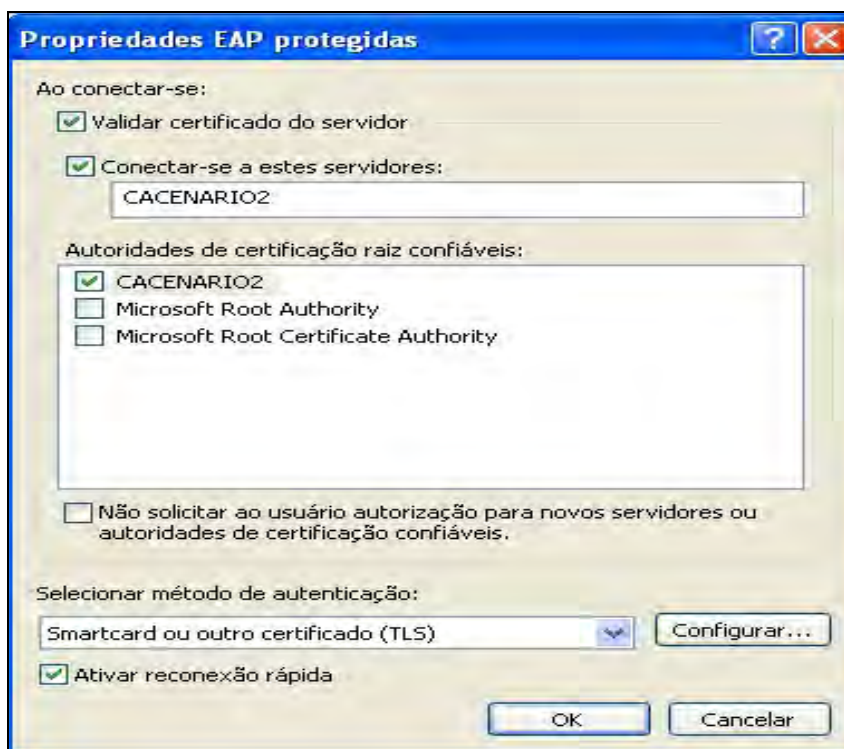 Propriedades EAP protegidas
Ao conectar-se:
Validar certificado do servidor
Conectar-se a estes servidores:
CACENARIO2
Autoridades de certificação raiz confiáveis:
CACENARIO2
Microsoft Root Authority
Microsoft Root Certificate Authority
Não solicitar ao usuário autorização para novos servidores ou
autoridades de certificação confiáveis.
Selecionar método de autenticação:
Smartcard ou outro certificado (TLS)
Configurar...
Ativar reconexão rápida
OK
Cancelar